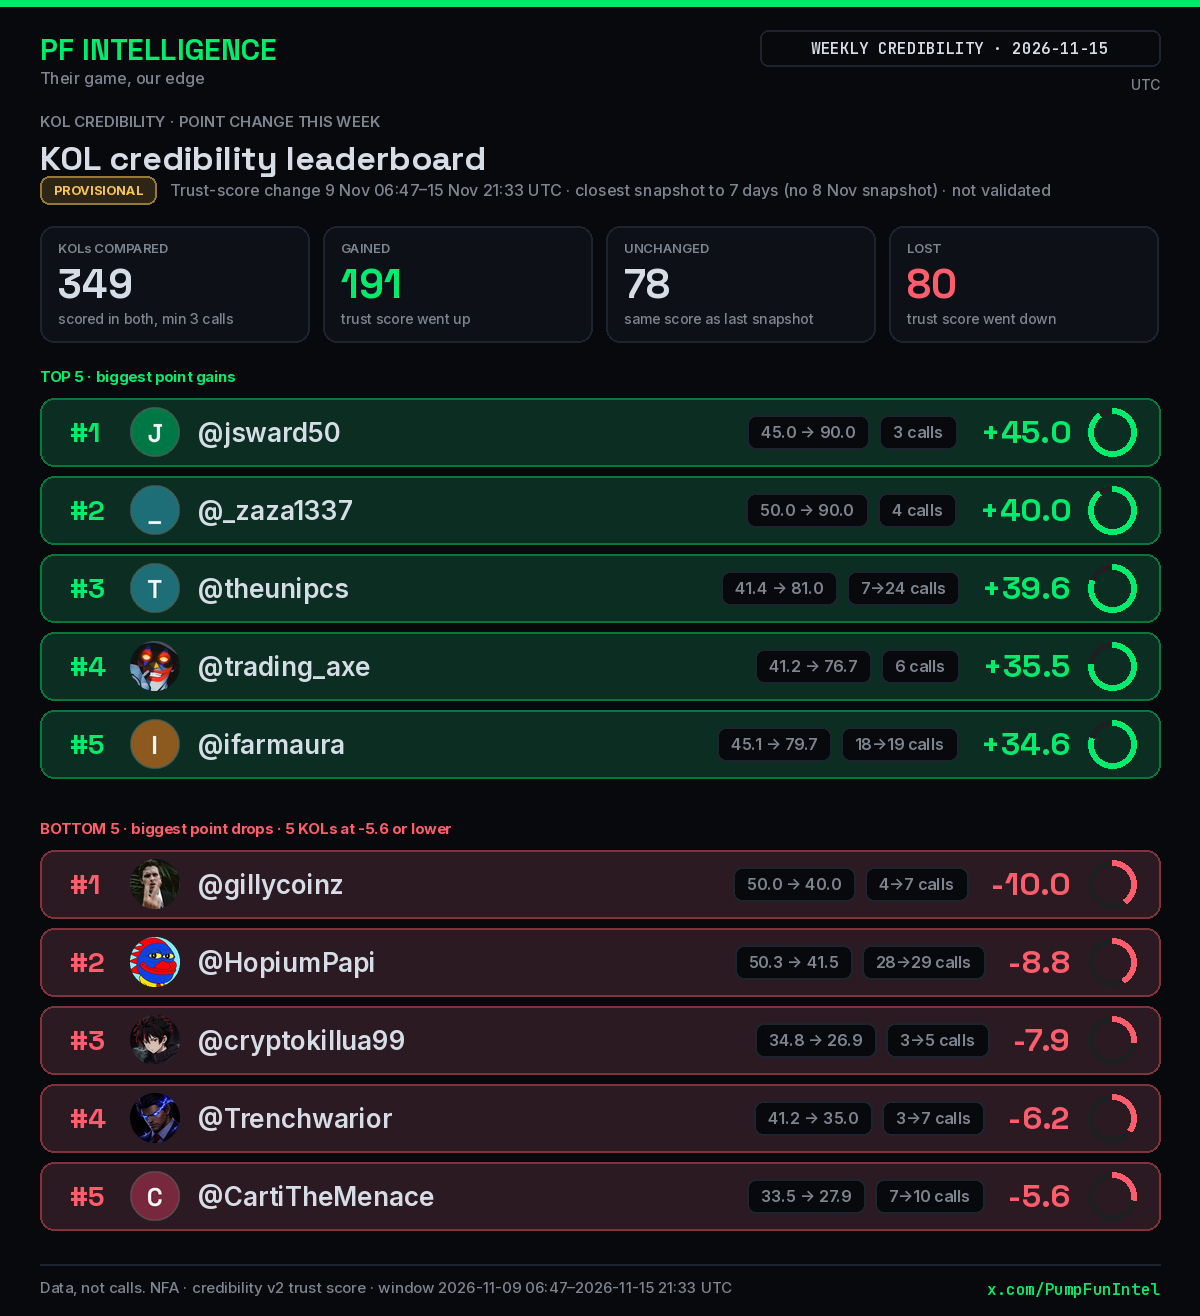 PF INTELLIGENCE
WEEKLY CREDIBILITY · 2026-11-15
Their game, our edge
UTC
KOL CREDIBILITY · POINT CHANGE THIS WEEK
KOL credibility leaderboard
PROVISIONAL Trust-score change 9 Nov 06:47–15 Nov 21:33 UTC · closest snapshot to 7 days (no 8 Nov snapshot) · not validated
KOLs COMPARED
349
scored in both, min 3 calls
GAINED
191
trust score went up
UNCHANGED
78
same score as last snapshot
LOST
80
trust score went down
TOP 5 · biggest point gains
#1 J @jsward50 45.0 → 90.0 3 calls +45.0
#2 _ @_zaza1337 50.0 → 90.0 4 calls +40.0
#3 T @theunipcs 41.4 → 81.0 7→24 calls +39.6
#4 @trading_axe 41.2 → 76.7 6 calls +35.5
#5 I @ifarmaura 45.1 → 79.7 18→19 calls +34.6
BOTTOM 5 · biggest point drops · 5 KOLs at -5.6 or lower
#1 @gillycoinz 50.0 → 40.0 4→7 calls -10.0
#2 @HopiumPapi 50.3 → 41.5 28→29 calls -8.8
#3 @cryptokillua99 34.8 → 26.9 3→5 calls -7.9
#4 @Trenchwarior 41.2 → 35.0 3→7 calls -6.2
#5 C @CartiTheMenace 33.5 → 27.9 7→10 calls -5.6
Data, not calls. NFA · credibility v2 trust score · window 2026-11-09 06:47–2026-11-15 21:33 UTC
x.com/PumpFunIntel